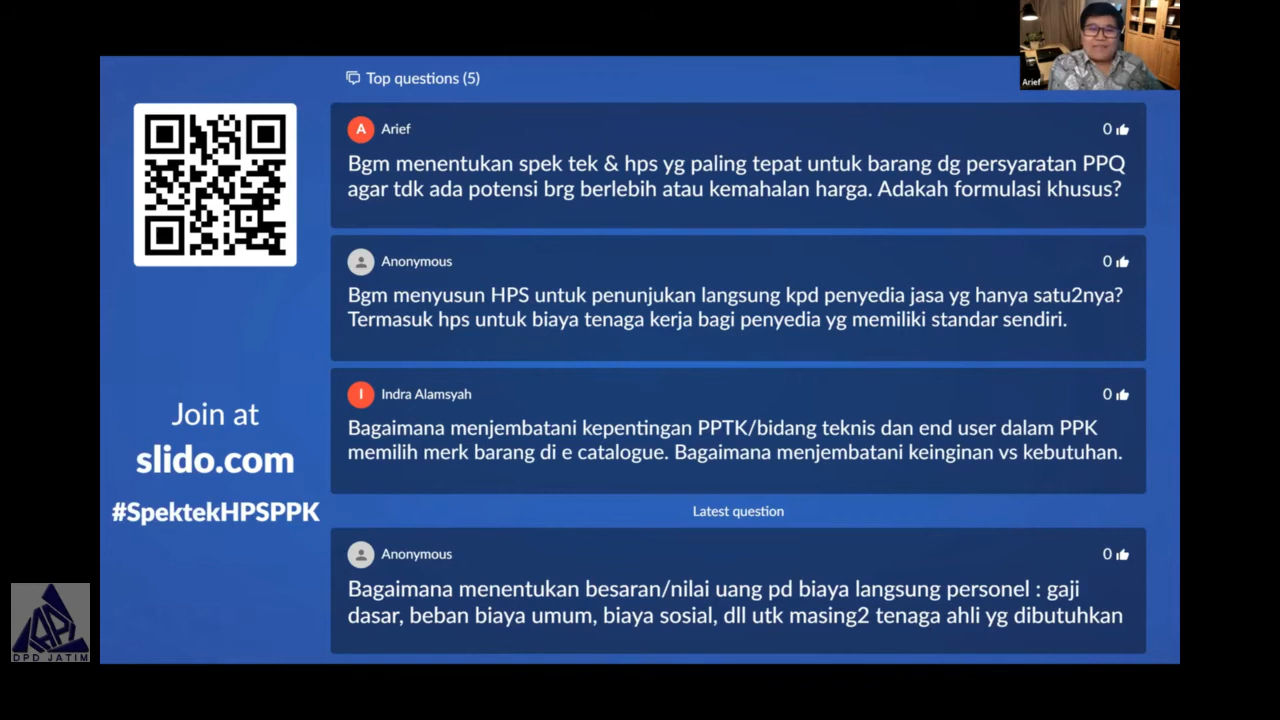 Top questions (5)
A Arief
0
Bgm menentukan spek tek & hps yg paling tepat untuk barang dg persyaratan PPQ
agar tdk ada potensi brg berlebih atau kemahalan harga. Adakah formulasi khusus?
Anonymous
0
Bgm menyusun HPS untuk penunjukan langsung kpd penyedia jasa yg hanya satu2nya?
Termasuk hps untuk biaya tenaga kerja bagi penyedia yg memiliki standar sendiri.
I Indra Alamsyah
0
Bagaimana menjembatani kepentingan PPTK/bidang teknis dan end user dalam PPK
memilih merk barang di e catalogue. Bagaimana menjembatani keinginan vs kebutuhan.
Latest question
Anonymous
0
Bagaimana menentukan besaran/nilai uang pd biaya langsung personel : gaji
dasar, beban biaya umum, biaya sosial, dll utk masing2 tenaga ahli yg dibutuhkan
Join at
slido.com
#SpektekHPSPPK
Arief
DPD JATIM